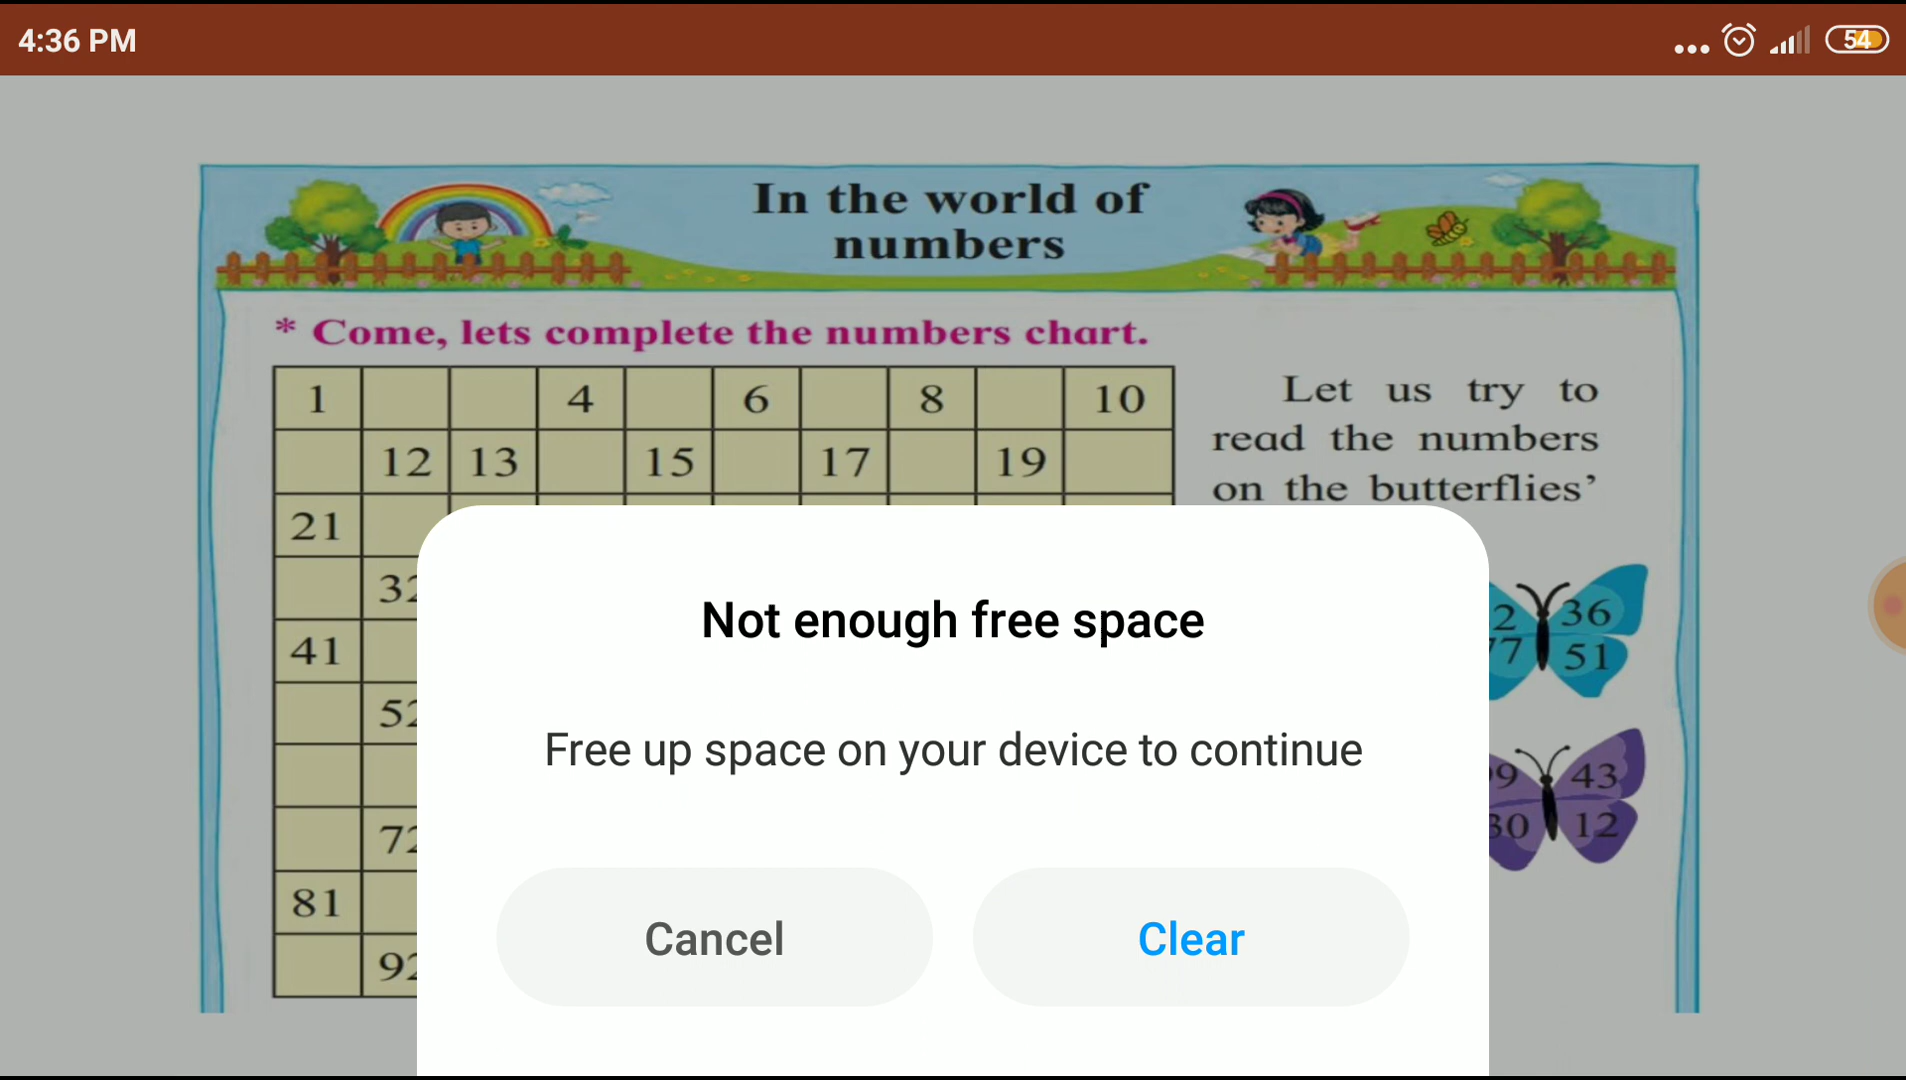 4:36 PM
54
In the world of
numbers
* Come, lets complete the numbers chart.
1 4 6 8 10
12 13 15 17 19
21
41
81
Let us try to
read the numbers
on the butterflies’
36
51
43
12
Not enough free space
Free up space on your device to continue
Cancel
Clear